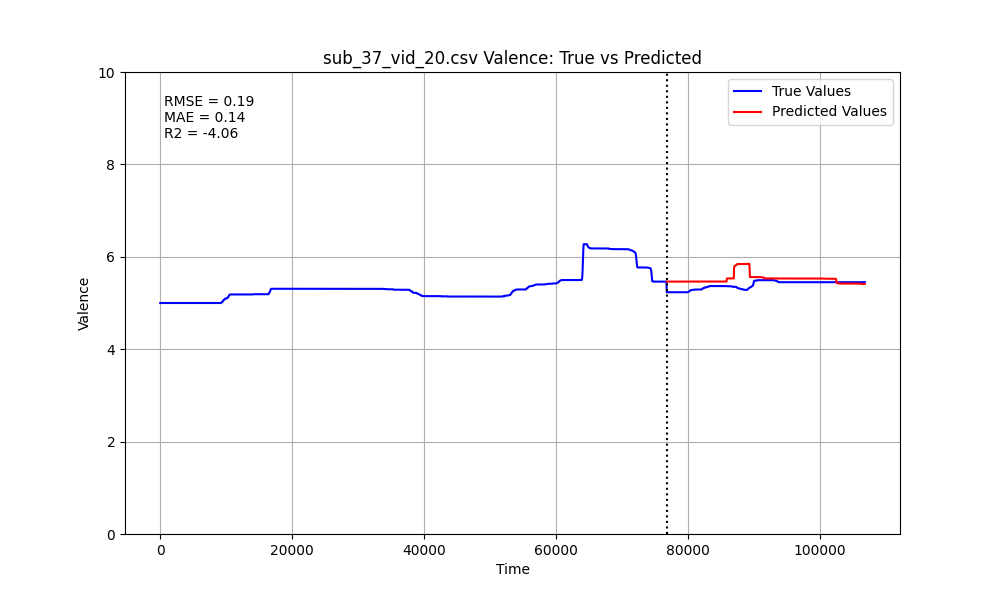 sub_37_vid_20.csv Valence: True vs Predicted
RMSE = 0.19
MAE = 0.14
R2 = -4.06
True Values
Predicted Values
Valence
10
8
6
4
2
0
0
20000
40000
60000
80000
100000
Time